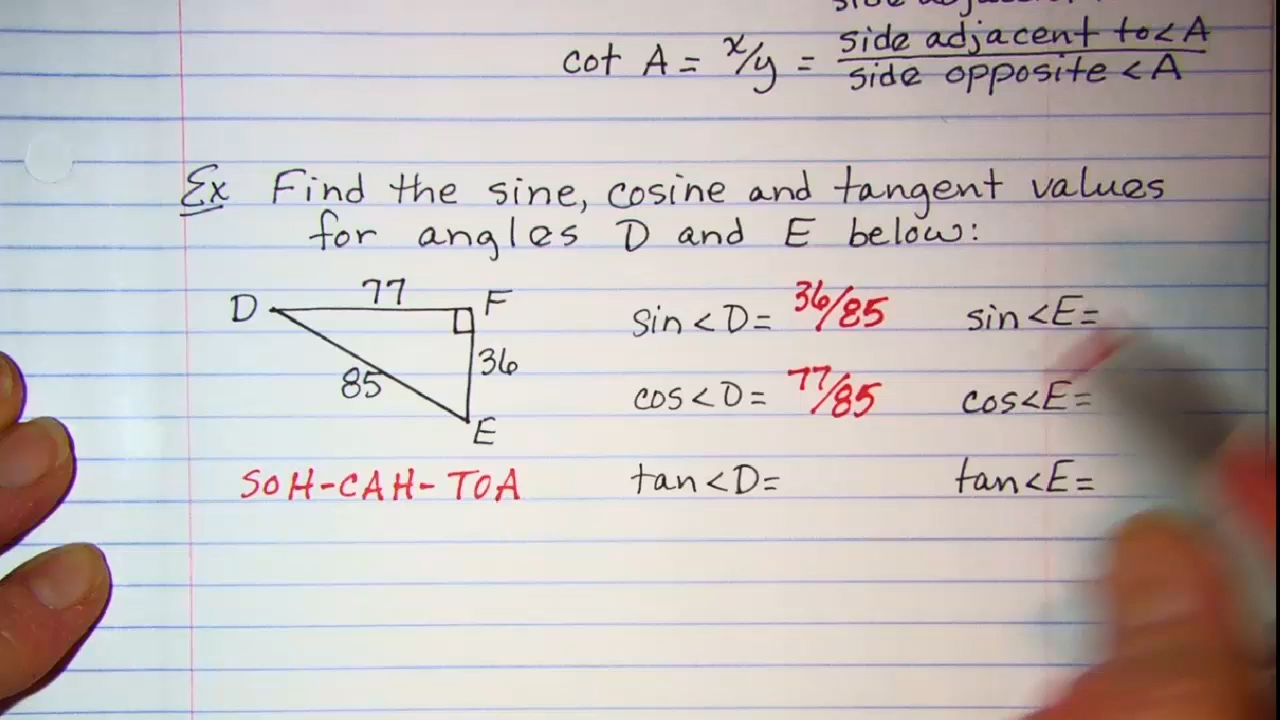 cot A = x/y = side adjacent to <A / side opposite <A
Ex Find the sine, cosine and tangent values
for angles D and E below:
D 77 F
36
85
E
sin<D= 36/85 sin<E=
cos<D= 77/85 cos<E=
SOH-CAH-TOA tan<D= tan<E=